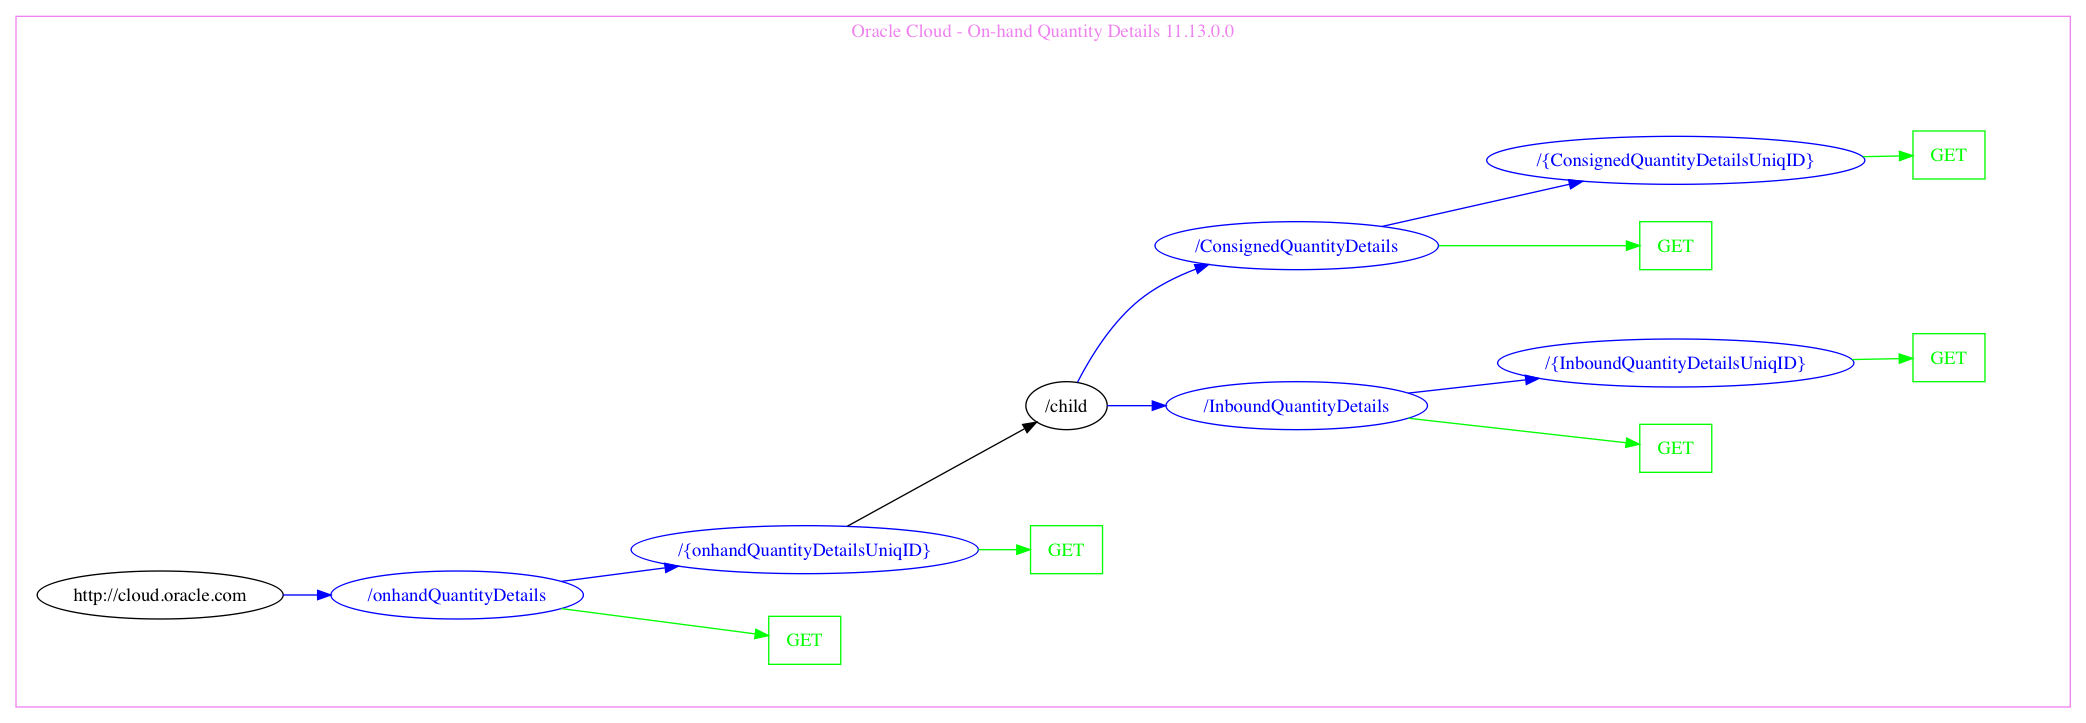 Oracle Cloud - On-hand Quantity Details 11.13.0.0
/{ConsignedQuantityDetailsUniqID}
GET
/ConsignedQuantityDetails
GET
/{InboundQuantityDetailsUniqID}
GET
/child
/InboundQuantityDetails
GET
/{onhandQuantityDetailsUniqID}
GET
http://cloud.oracle.com
/onhandQuantityDetails
GET